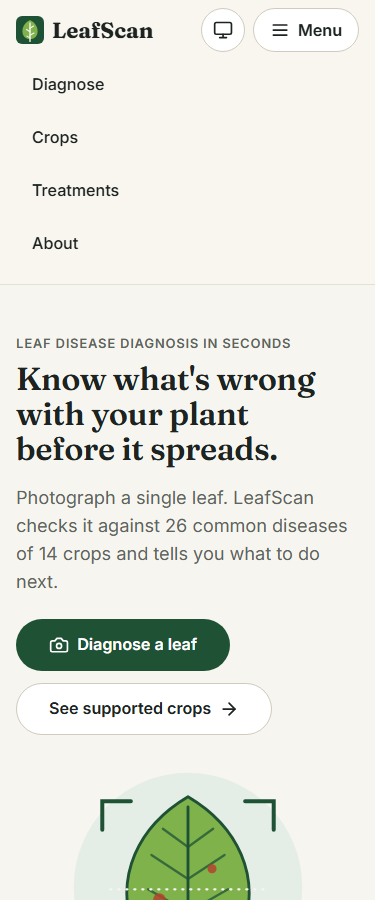 LeafScan
Menu
Diagnose
Crops
Treatments
About
LEAF DISEASE DIAGNOSIS IN SECONDS
Know what's wrong
with your plant
before it spreads.
Photograph a single leaf. LeafScan
checks it against 26 common diseases
of 14 crops and tells you what to do
next.
Diagnose a leaf
See supported crops